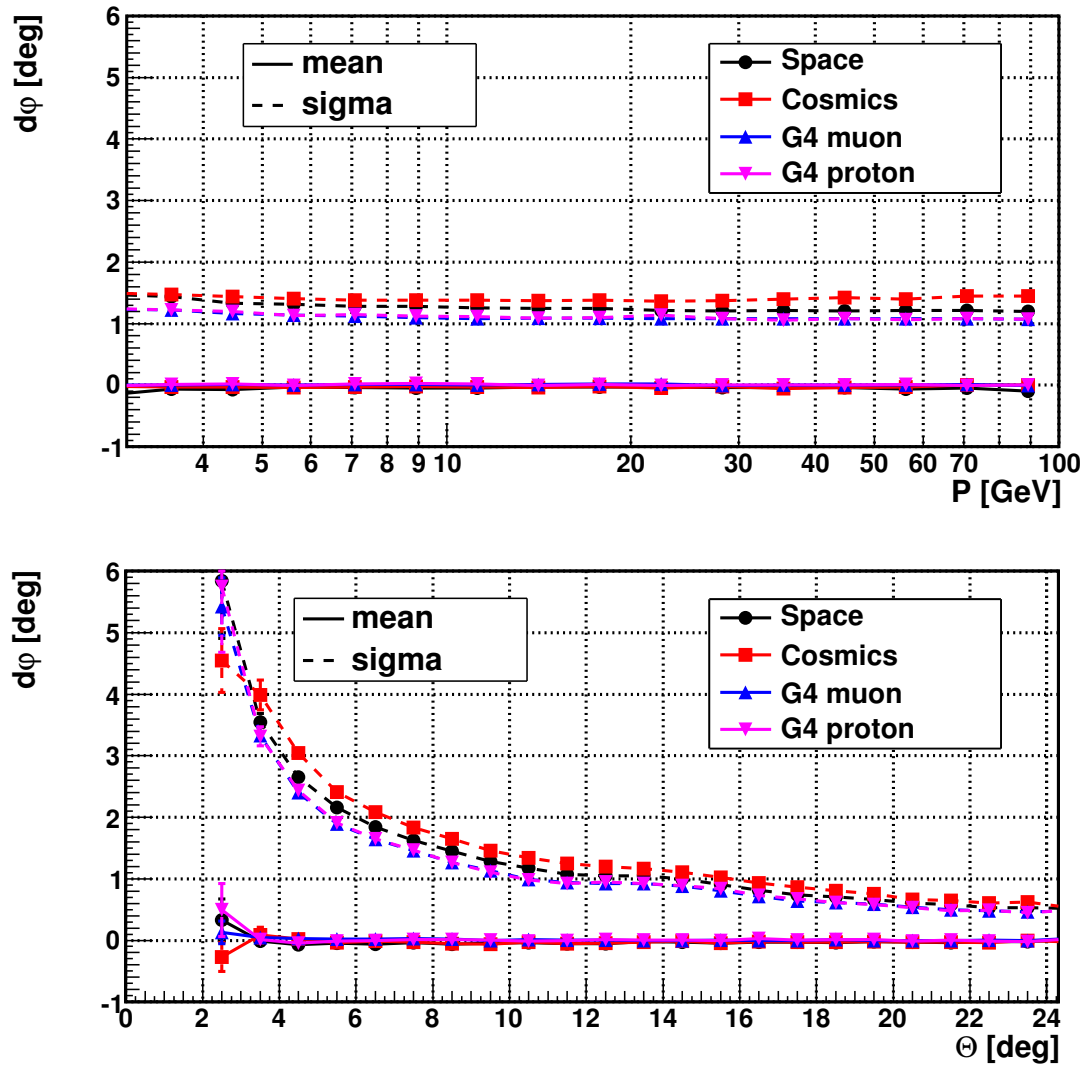 dφ [deg]
6
5
4
3
2
1
0
-1
mean
sigma
Space
Cosmics
G4 muon
G4 proton
4 5 6 7 8 9 10 20 30 40 50 60 70 100
P [GeV]
dφ [deg]
6
5
4
3
2
1
0
-1
mean
sigma
Space
Cosmics
G4 muon
G4 proton
0 2 4 6 8 10 12 14 16 18 20 22 24
Θ [deg]